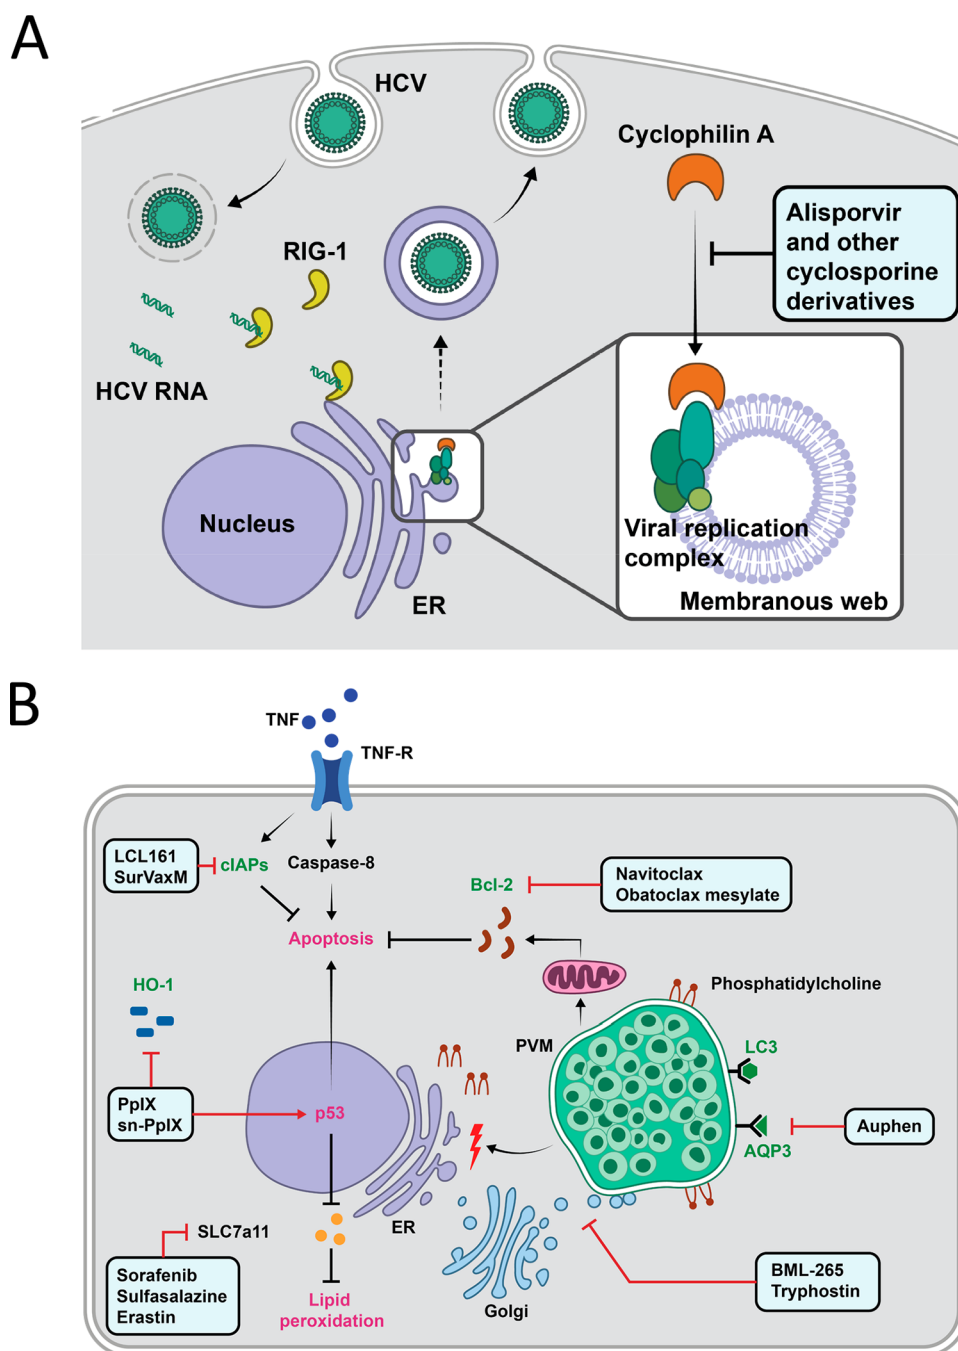 A
HCV
Cyclophilin A
Alisporvir
and other
cyclosporine
derivatives
RIG-1
HCV RNA
Nucleus
ER
Viral replication
complex
Membranous web
B
TNF
TNF-R
LCL161
SurVaxM
cIAPs
Caspase-8
Bcl-2
Navitoclax
Obatoclax mesylate
Apoptosis
HO-1
Phosphatidylcholine
PVM
LC3
PpIX
sn-PpIX
p53
Auphen
AQP3
SLC7a11
ER
Sorafenib
Sulfasalazine
Erastin
Lipid
peroxidation
Golgi
BML-265
Tryphostin